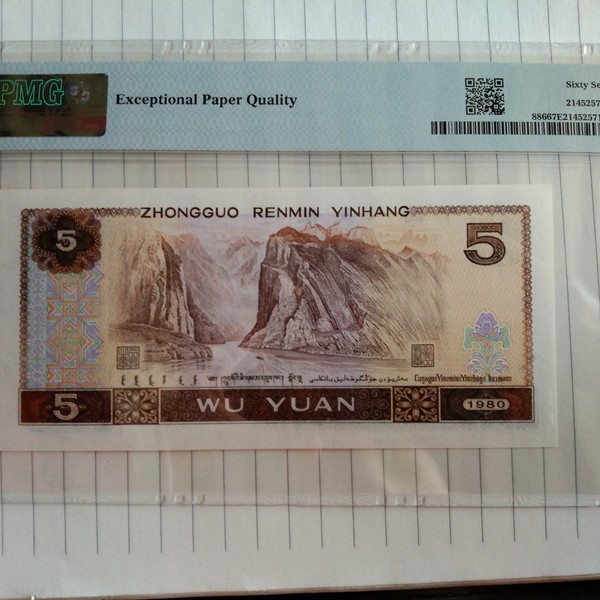 PMG
Exceptional Paper Quality
Sixty Se
2145257
88667E2145257
ZHONGGUO RENMIN YINHANG
5
5
5
WU YUAN
1980